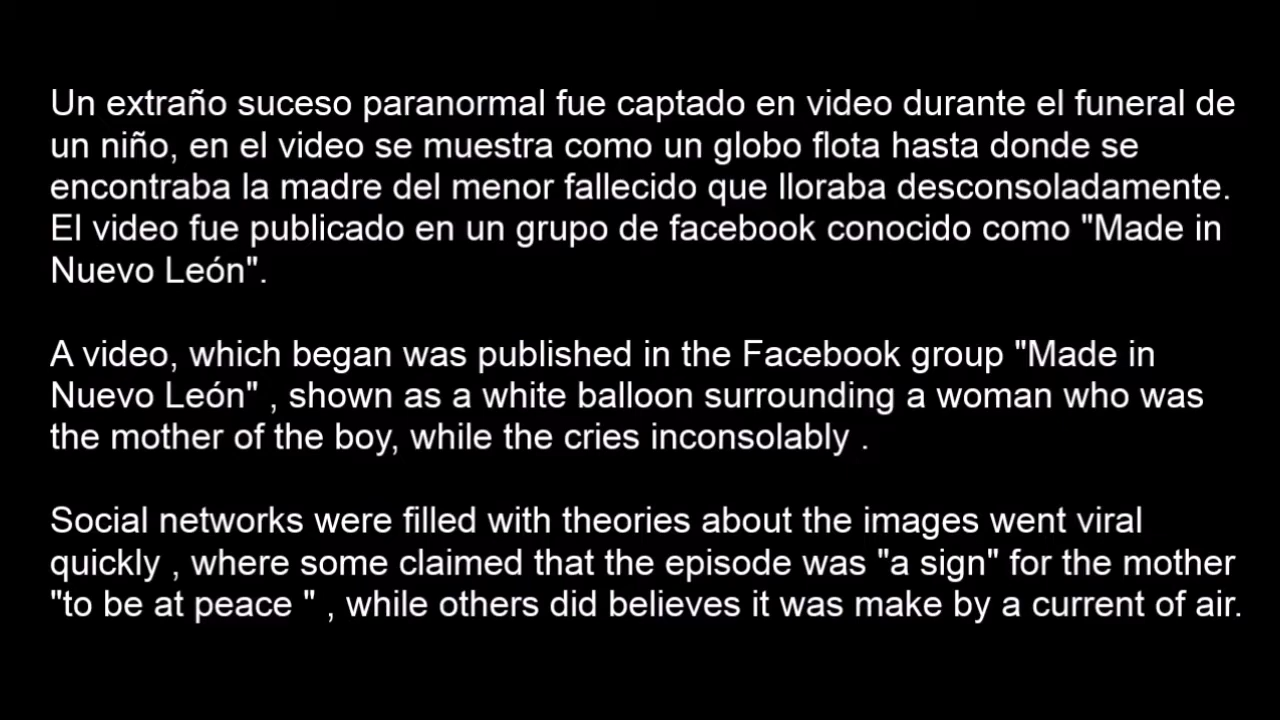 Un extraño suceso paranormal fue captado en video durante el funeral de
un niño, en el video se muestra como un globo flota hasta donde se
encontraba la madre del menor fallecido que lloraba desconsoladamente.
El video fue publicado en un grupo de facebook conocido como "Made in
Nuevo León".
A video, which began was published in the Facebook group "Made in
Nuevo León" , shown as a white balloon surrounding a woman who was
the mother of the boy, while the cries inconsolably .
Social networks were filled with theories about the images went viral
quickly , where some claimed that the episode was "a sign" for the mother
"to be at peace " , while others did believes it was make by a current of air.